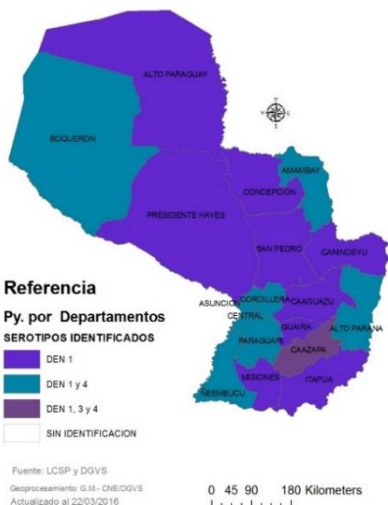 ALTO PARAGUAY
BOQUERON
AMAMBAY
CONCEPCION
PRESIDENTE HAYES
SAN PEDRO
CANINDEYU
ASUNCION
CORDILLERA
CAAGUAZU
CENTRAL
GUAIRA
ALTO PARANA
PARAGUARI
CAAZAPA
MISIONES
ITAPUA
ÑEEMBUCU
Referencia
Py. por Departamentos
SEROTIPOS IDENTIFICADOS
DEN 1
DEN 1 y 4
DEN 1, 3 y 4
SIN IDENTIFICACION
Fuente: LCSP y DGVS
Geoprocesamiento: G.M.- CNE/DGVS
Actualizado al 22/03/2016
0 45 90 180 Kilometers